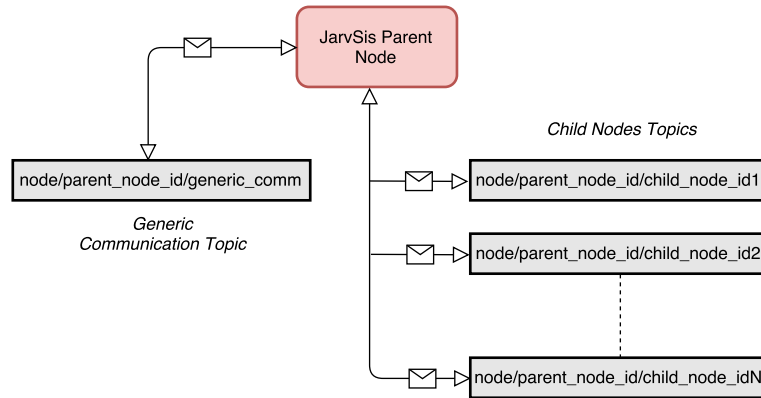 JarvSis Parent
Node
Child Nodes Topics
node/parent_node_id/generic_comm
node/parent_node_id/child_node_id1
Generic
Communication Topic
node/parent_node_id/child_node_id2
node/parent_node_id/child_node_idN